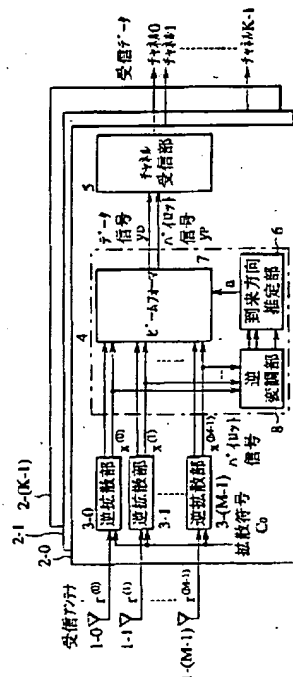 2-(K-1)
2-1
2-0
受信アンテナ
1-0
r(0)
3-0
逆拡散部
x(0)
1-1
r(1)
逆拡散部
3-1
x(1)
1-(M-1)
r(M-1)
逆拡散部
3-(M-1)
x(M-1)
拡散符号
C0
パイロット
信号
4
ビームフォーマ
7
a
逆
変調部
8
到来方向
推定部
6
データ
信号 yD
パイロット
信号 yP
5
チャネル
受信部
受信データ
チャネル0
チャネル1
チャネルK-1